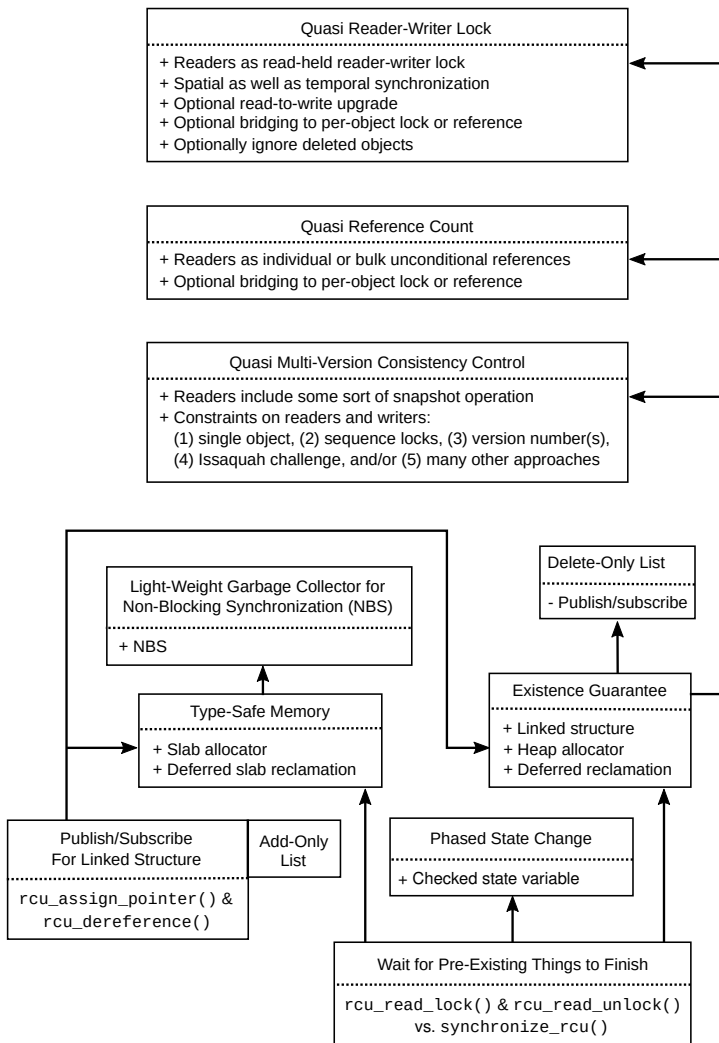 Quasi Reader-Writer Lock
+ Readers as read-held reader-writer lock
+ Spatial as well as temporal synchronization
+ Optional read-to-write upgrade
+ Optional bridging to per-object lock or reference
+ Optionally ignore deleted objects
Quasi Reference Count
+ Readers as individual or bulk unconditional references
+ Optional bridging to per-object lock or reference
Quasi Multi-Version Consistency Control
+ Readers include some sort of snapshot operation
+ Constraints on readers and writers:
(1) single object, (2) sequence locks, (3) version number(s),
(4) Issaquah challenge, and/or (5) many other approaches
Delete-Only List
- Publish/subscribe
Light-Weight Garbage Collector for
Non-Blocking Synchronization (NBS)
+ NBS
Type-Safe Memory
+ Slab allocator
+ Deferred slab reclamation
Existence Guarantee
+ Linked structure
+ Heap allocator
+ Deferred reclamation
Publish/Subscribe
For Linked Structure
rcu_assign_pointer() &
rcu_dereference()
Add-Only
List
Phased State Change
+ Checked state variable
Wait for Pre-Existing Things to Finish
rcu_read_lock() & rcu_read_unlock()
vs. synchronize_rcu()